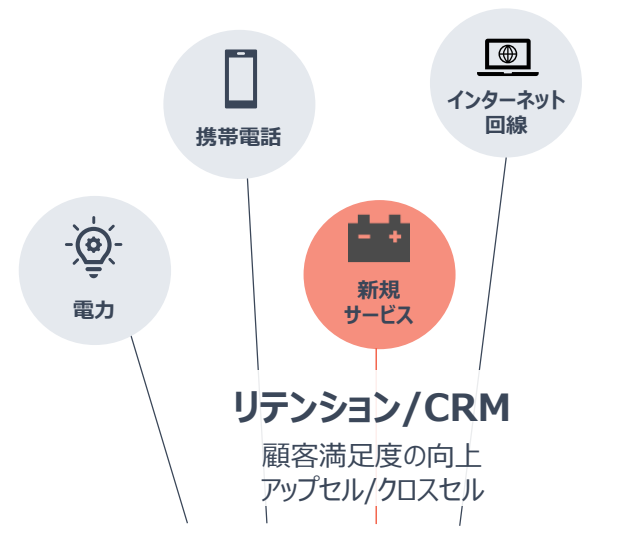 インターネット
回線
携帯電話
新規
サービス
電力
リテンション/CRM
顧客満足度の向上
アップセル/クロスセル